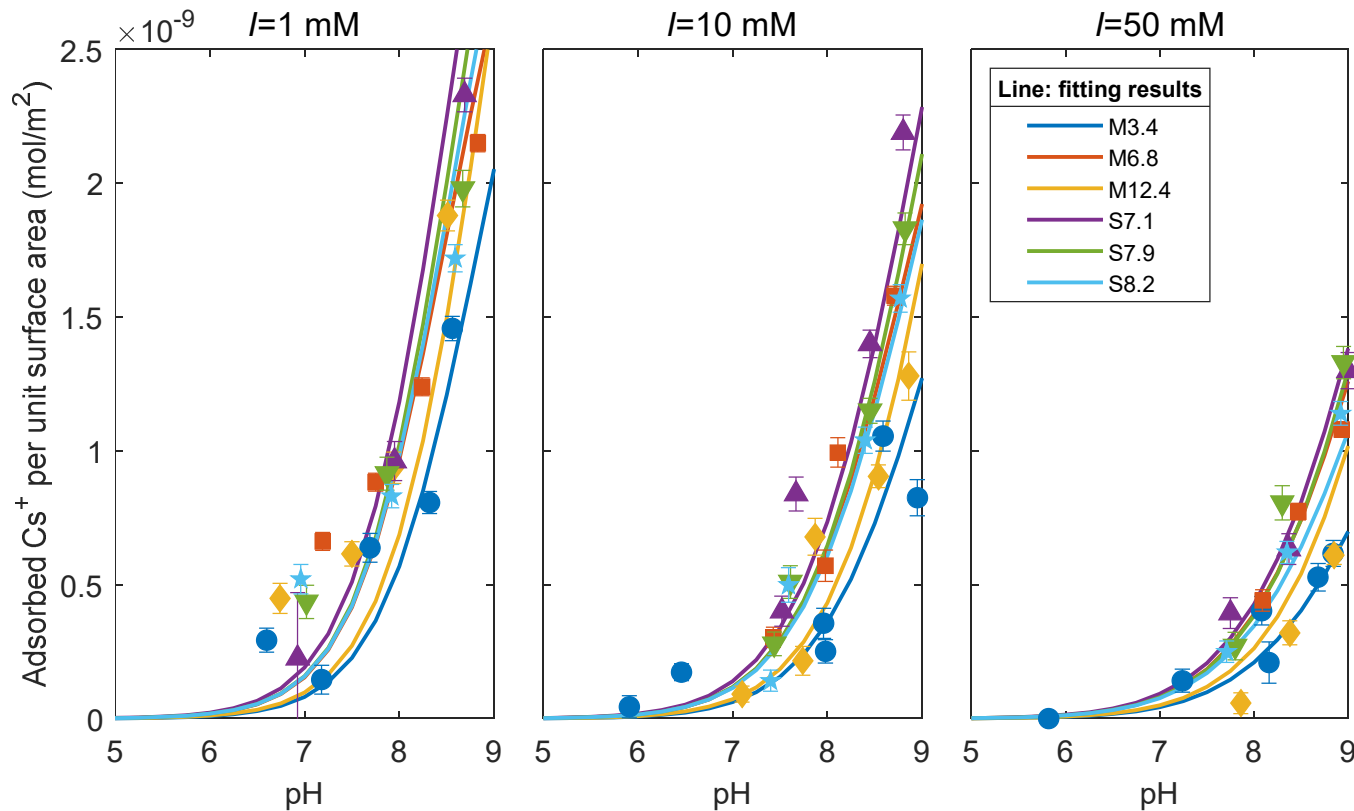 ×10⁻⁹
I=1 mM
I=10 mM
I=50 mM
Adsorbed Cs⁺ per unit surface area (mol/m²)
2.5
2
1.5
1
0.5
0
Line: fitting results
M3.4
M6.8
M12.4
S7.1
S7.9
S8.2
5 6 7 8 9
5 6 7 8 9
5 6 7 8 9
pH
pH
pH